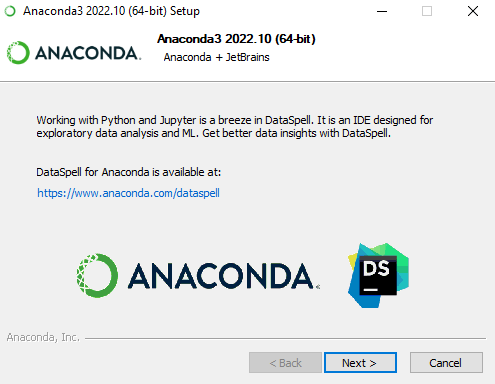 Anaconda3 2022.10 (64-bit) Setup
ANACONDA.
Anaconda3 2022.10 (64-bit)
Anaconda + JetBrains
Working with Python and Jupyter is a breeze in DataSpell. It is an IDE designed for
exploratory data analysis and ML. Get better data insights with DataSpell.
DataSpell for Anaconda is available at:
https://www.anaconda.com/dataspell
ANACONDA
DS
Anaconda, Inc.
< Back
Next >
Cancel